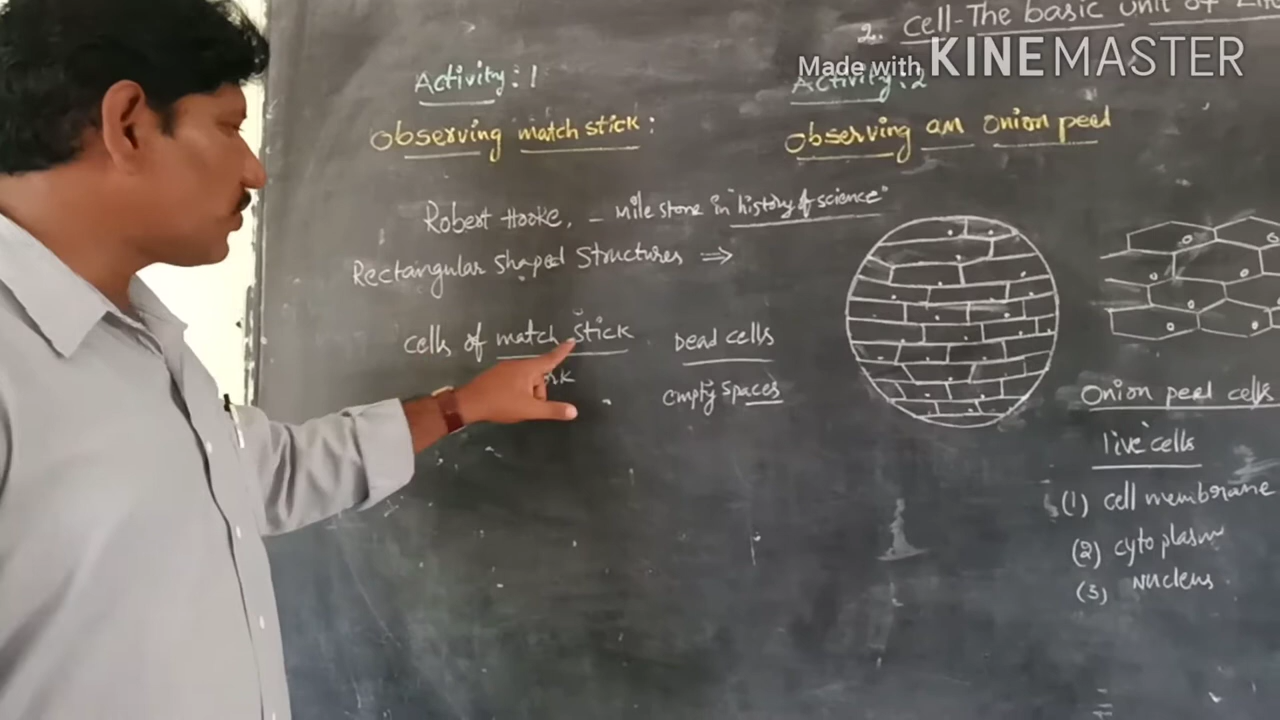 2. Cell-The basic unit of Life
Made with KINEMASTER
Activity: 1
Observing match stick:
Robert Hooke, - Mile stone in "history of science"
Rectangular shaped structures ⇒
cells of match stick
Dead cells
empty spaces
Activity: 2
Observing an onion peel
Onion peel cells
live cells
(1) cell membrane
(2) cytoplasm
(3) Nucleus